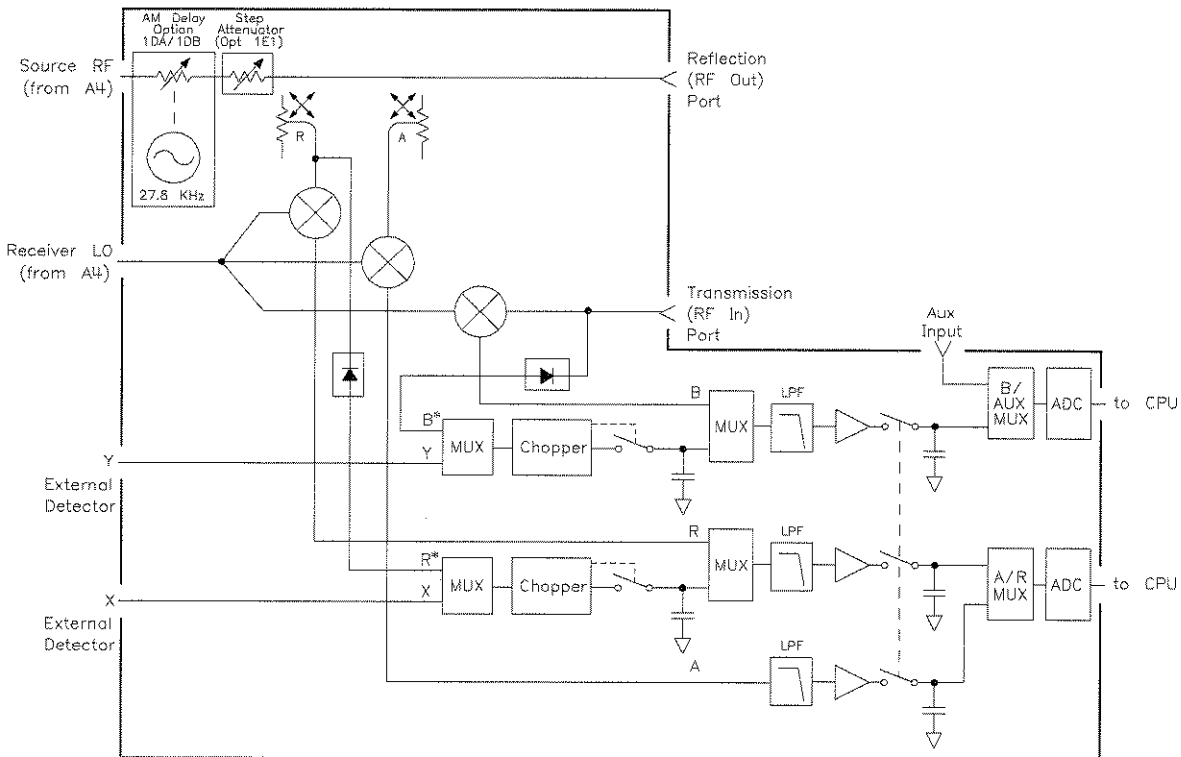 AM Delay
Option
1DA/1DB
Step
Attenuator
(Opt 1E1)
Source RF
(from A4)
Reflection
(RF Out)
Port
R
A
27.8 KHz
Receiver LO
(from A4)
Transmission
(RF In)
Port
Aux
Input
B
LPF
B/
AUX
MUX
ADC
to CPU
B*
MUX
Chopper
MUX
Y
Y
External
Detector
R
LPF
R*
MUX
Chopper
MUX
A/R
MUX
ADC
to CPU
X
X
External
Detector
A
LPF